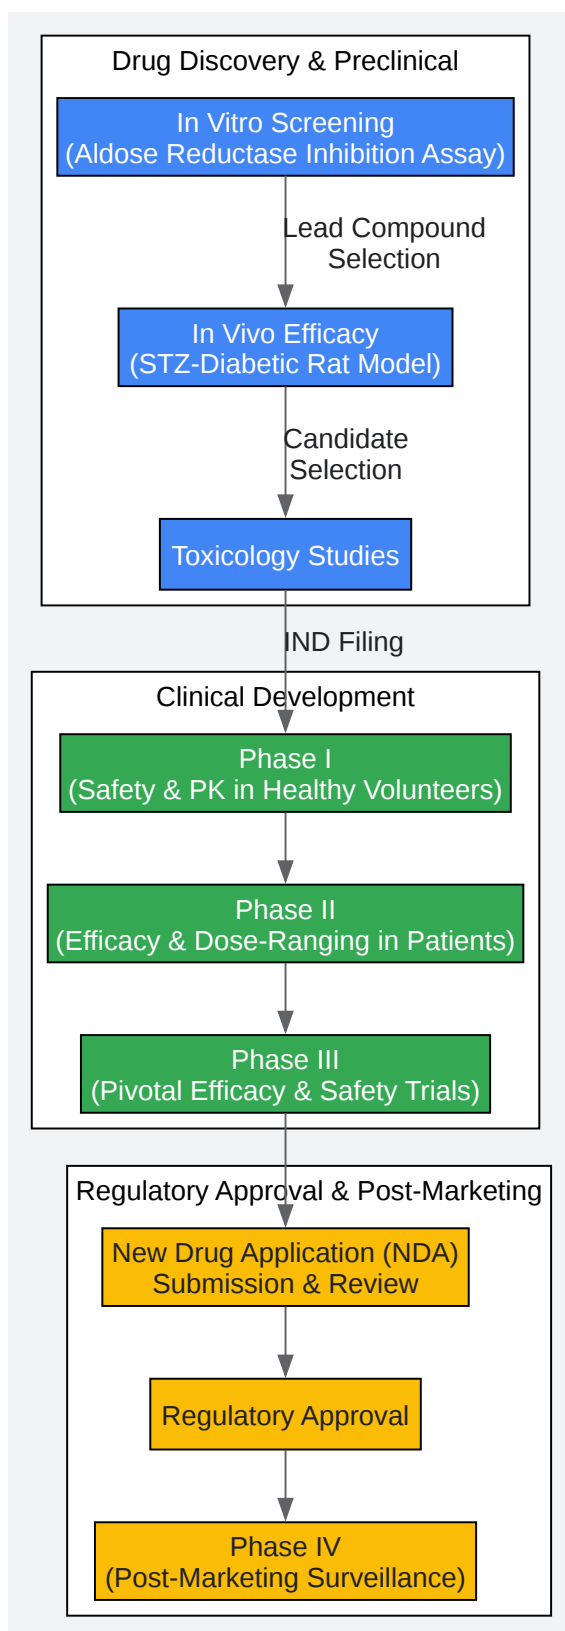 Drug Discovery & Preclinical
In Vitro Screening
(Aldose Reductase Inhibition Assay)
Lead Compound
Selection
In Vivo Efficacy
(STZ-Diabetic Rat Model)
Candidate
Selection
Toxicology Studies
IND Filing
Clinical Development
Phase I
(Safety & PK in Healthy Volunteers)
Phase II
(Efficacy & Dose-Ranging in Patients)
Phase III
(Pivotal Efficacy & Safety Trials)
Regulatory Approval & Post-Marketing
New Drug Application (NDA)
Submission & Review
Regulatory Approval
Phase IV
(Post-Marketing Surveillance)